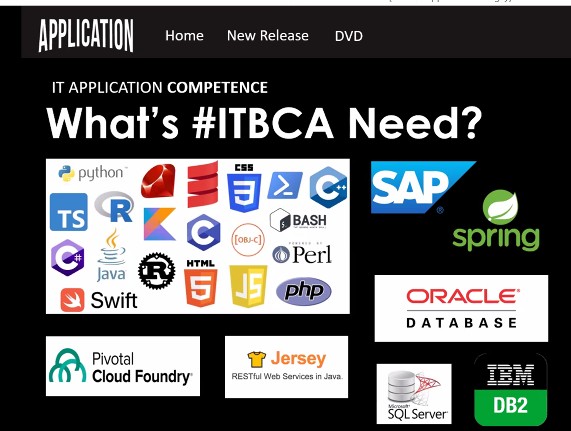 APPLICATION Home New Release DVD
IT APPLICATION COMPETENCE
What's #ITBCA Need?
python
CSS
C++
TS
R
C
BASH
C#
Java
[OBJ-C]
POWERED BY
Perl
R
HTML
5
JS
php
Swift
SAP®
spring
ORACLE®
DATABASE
Pivotal
Cloud Foundry
Jersey
RESTful Web Services in Java.
Microsoft
SQL Server
IBM
DB2